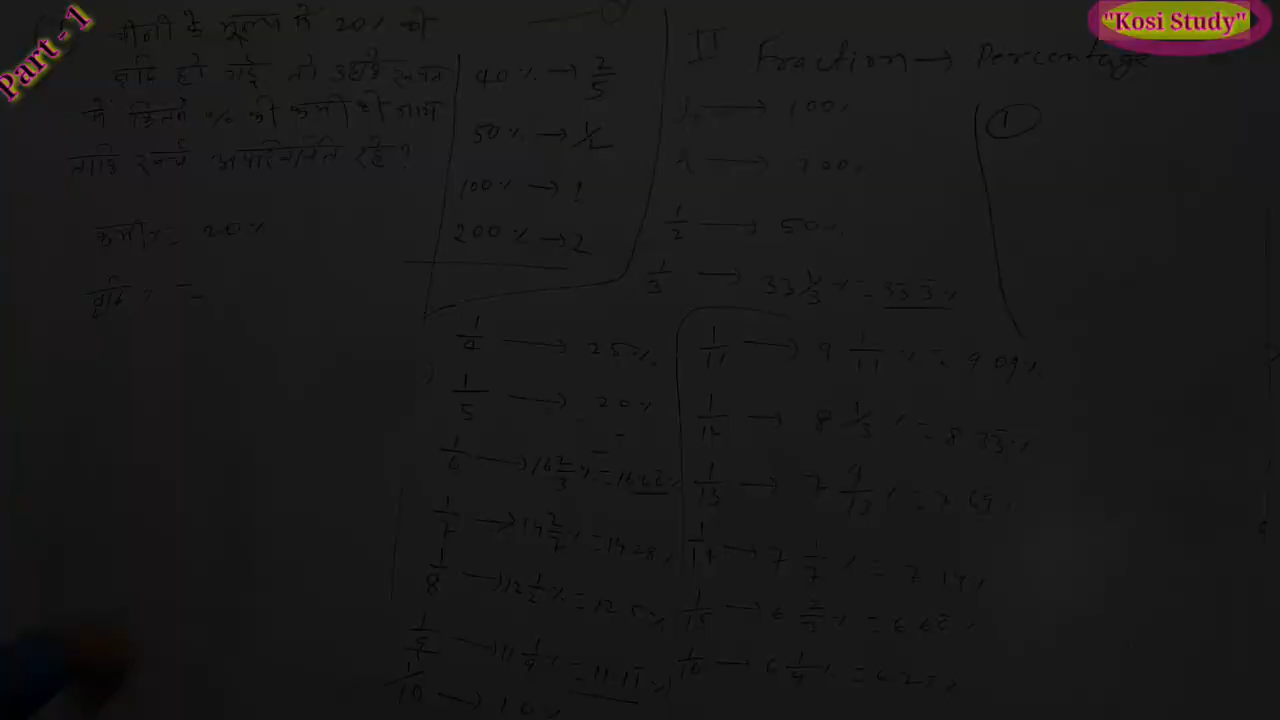 Part - 1
"Kosi Study"
चीनी के मूल्य में 20% की
वृद्धि हो गई तो उसकी खपत
में कितने % की कमी की जाय
ताकि खर्च अपरिवर्तित रहे?
कमी% = 20%
वृद्धि % =
40% → 2/5
50% → 1/2
100% → 1
200% → 2
II Fraction → Percentage
→ 100%
→ 200%
1/2 → 50%
1/3 → 33 1/3 % = 33.3%
1/4 → 25%
1/5 → 20%
1/6 → 16 2/3 % = 16.66%
1/7 → 14 2/7 % = 14.28%
1/8 → 12 1/2 % = 12.5%
1/9 → 11 1/9 % = 11.11%
1/10 → 10%
1/11 → 9 1/11 % = 9.09%
1/12 → 8 1/3 % = 8.33%
1/13 → 7 9/13 % = 7.69%
1/14 → 7 1/7 % = 7.14%
1/15 → 6 2/3 % = 6.66%
1/16 → 6 1/4 % = 6.25%
①